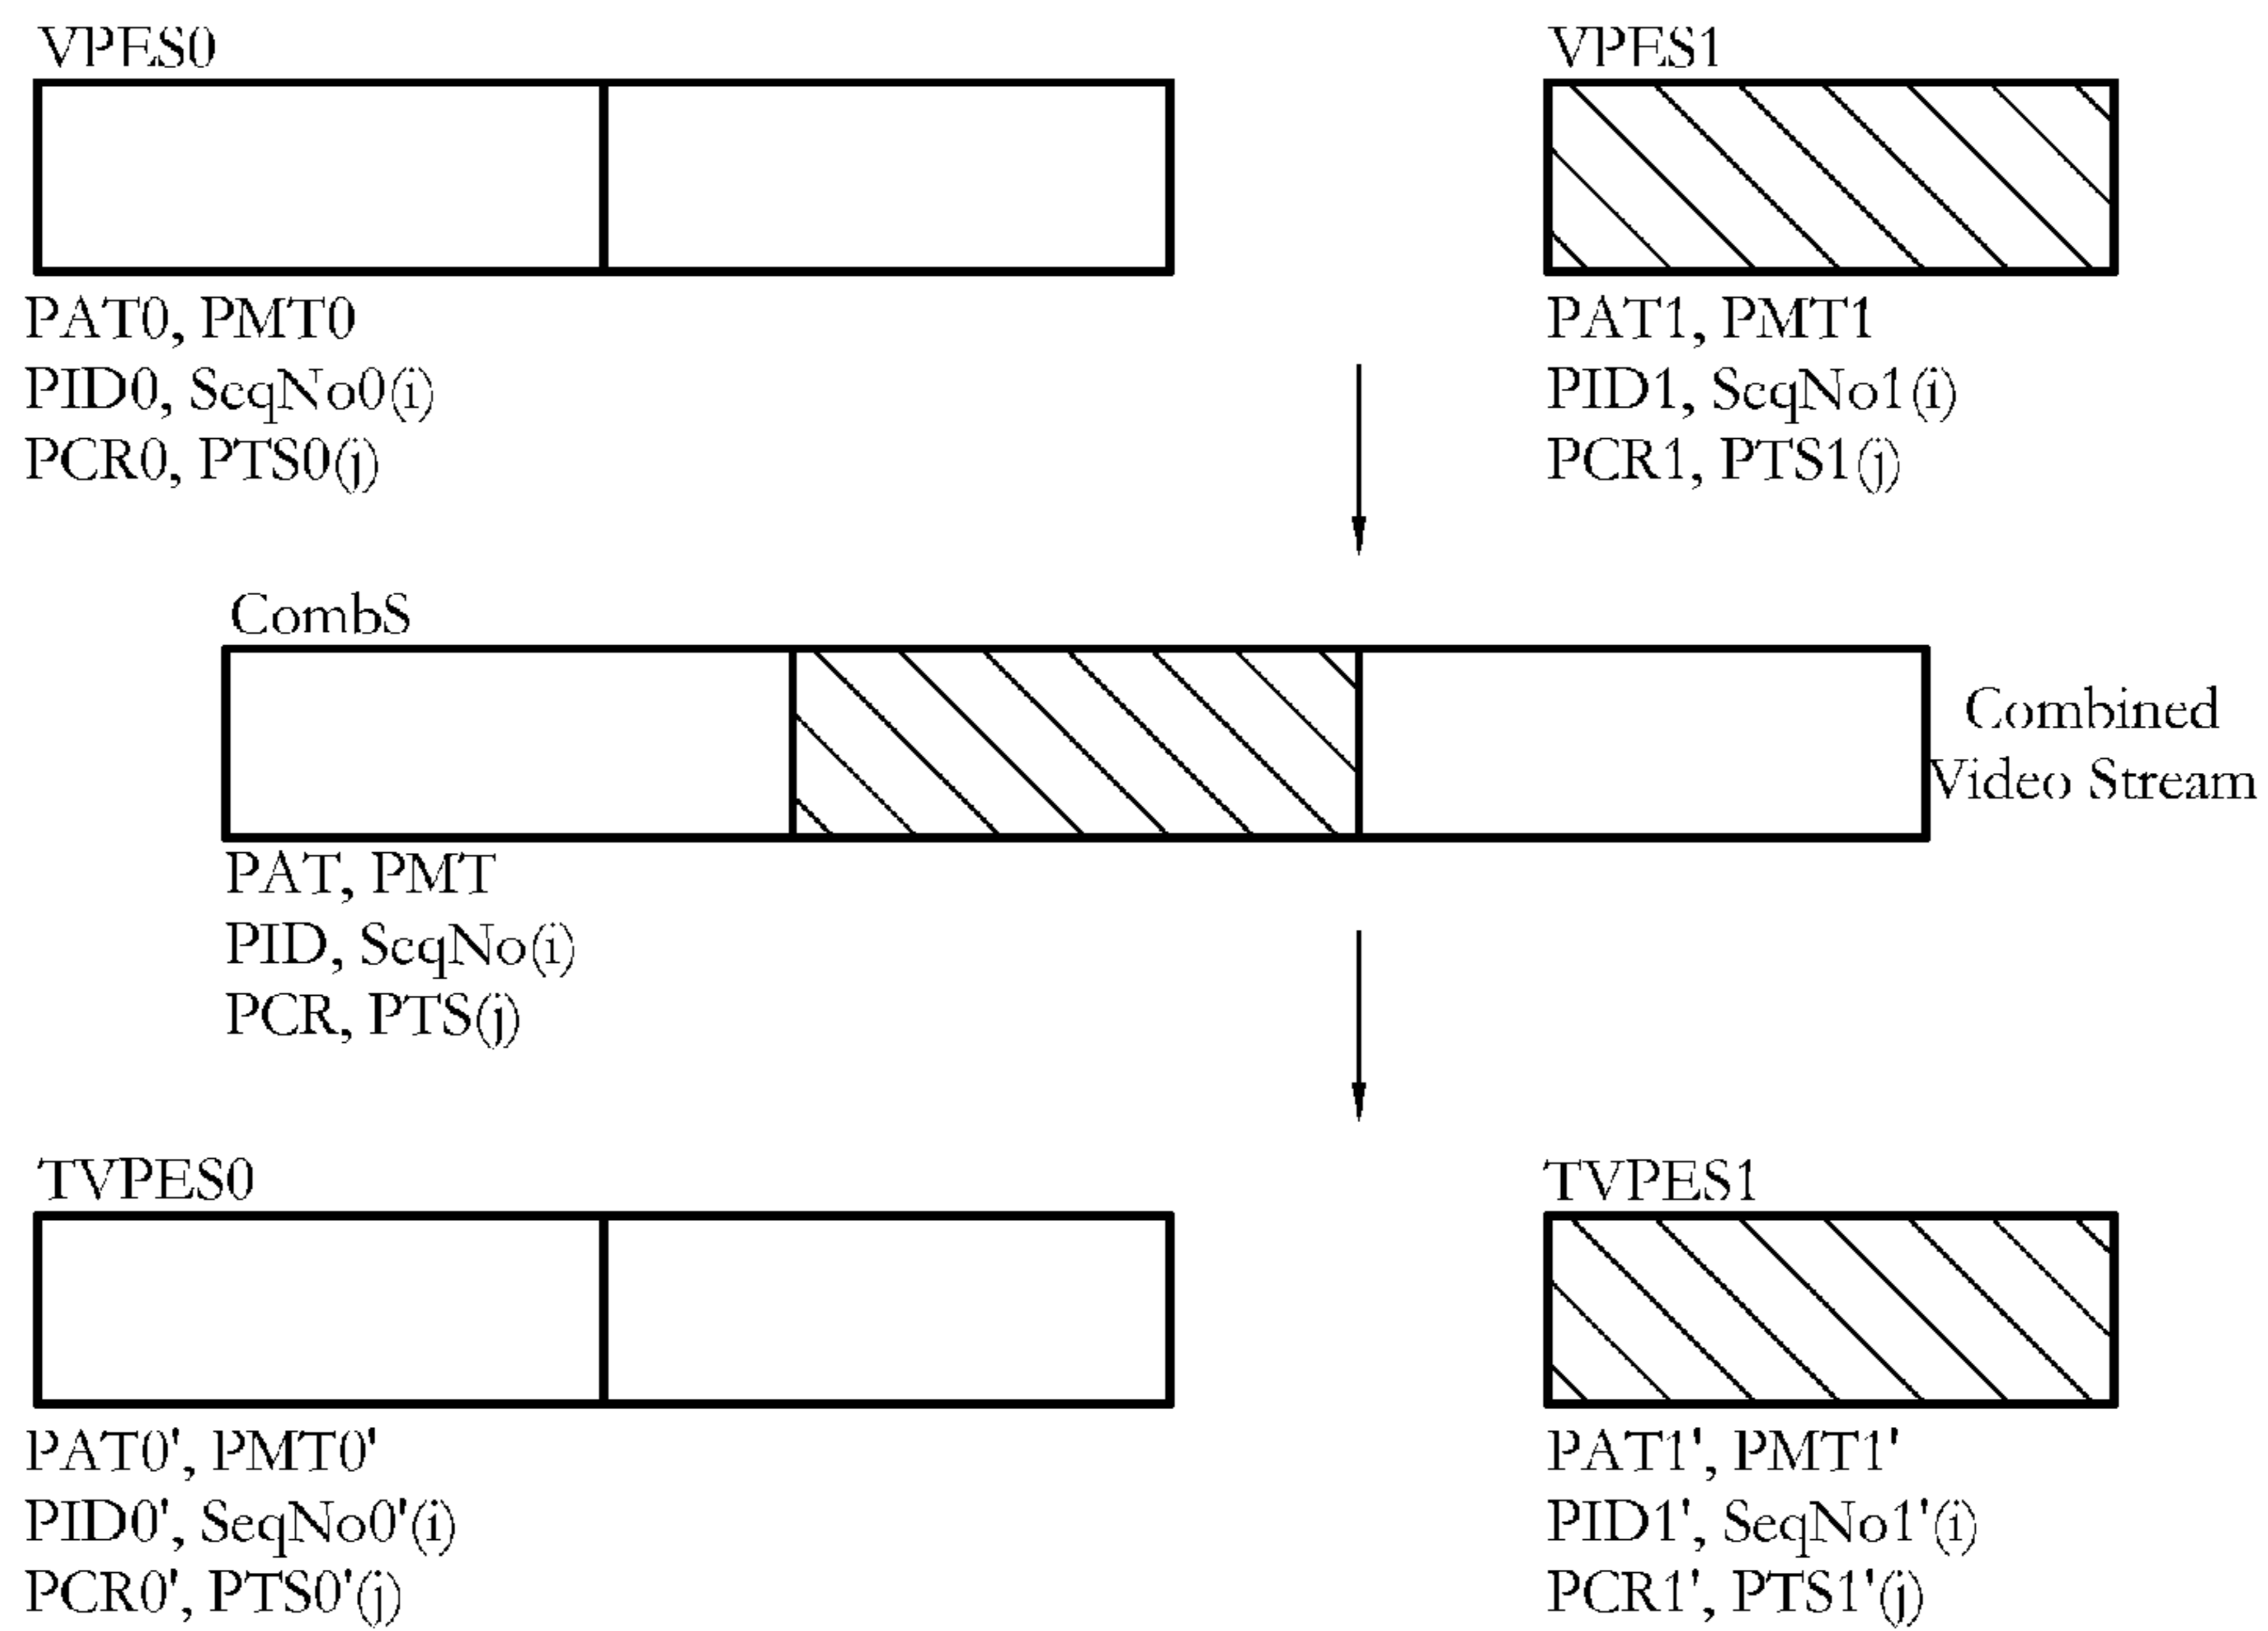 VPES0
VPES1
PAT0, PMT0
PID0, SeqNo0(i)
PCR0, PTS0(j)
PAT1, PMT1
PID1, SeqNo1(i)
PCR1, PTS1(j)
CombS
Combined
Video Stream
PAT, PMT
PID, SeqNo(i)
PCR, PTS(j)
TVPES0
TVPES1
PAT0', PMT0'
PID0', SeqNo0'(i)
PCR0', PTS0'(j)
PAT1', PMT1'
PID1', SeqNo1'(i)
PCR1', PTS1'(j)